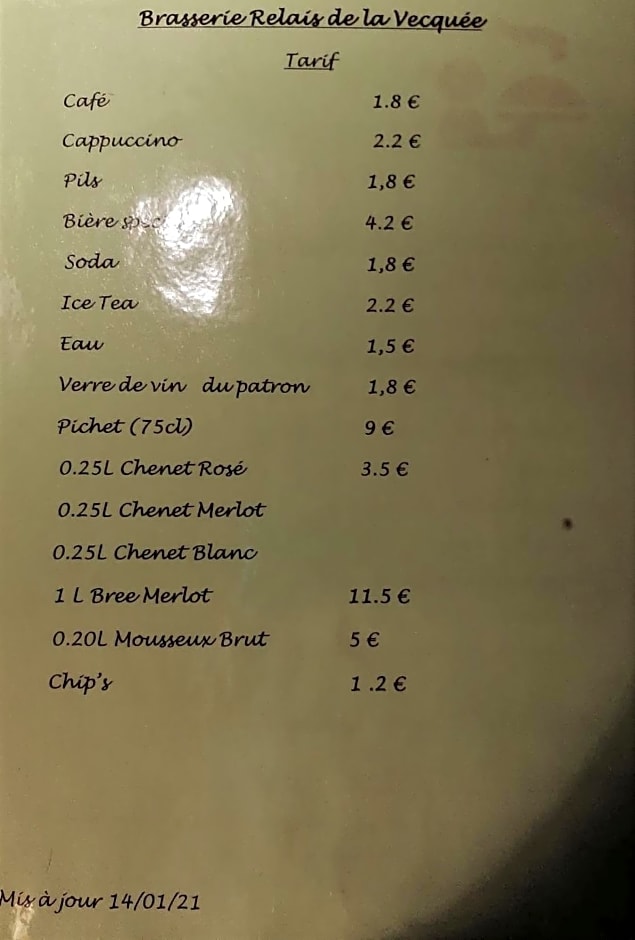 Brasserie Relais de la Vecquée
Tarif
Café 1.8 €
Cappuccino 2.2 €
Pils 1,8 €
Bière 4.2 €
Soda 1,8 €
Ice Tea 2.2 €
Eau 1,5 €
Verre de vin du patron 1,8 €
Pichet (75cl) 9 €
0.25L Chenet Rosé 3.5 €
0.25L Chenet Merlot
0.25L Chenet Blanc
1 L Bree Merlot 11.5 €
0.20L Mousseux Brut 5 €
Chip's 1 .2 €
Mis à jour 14/01/21